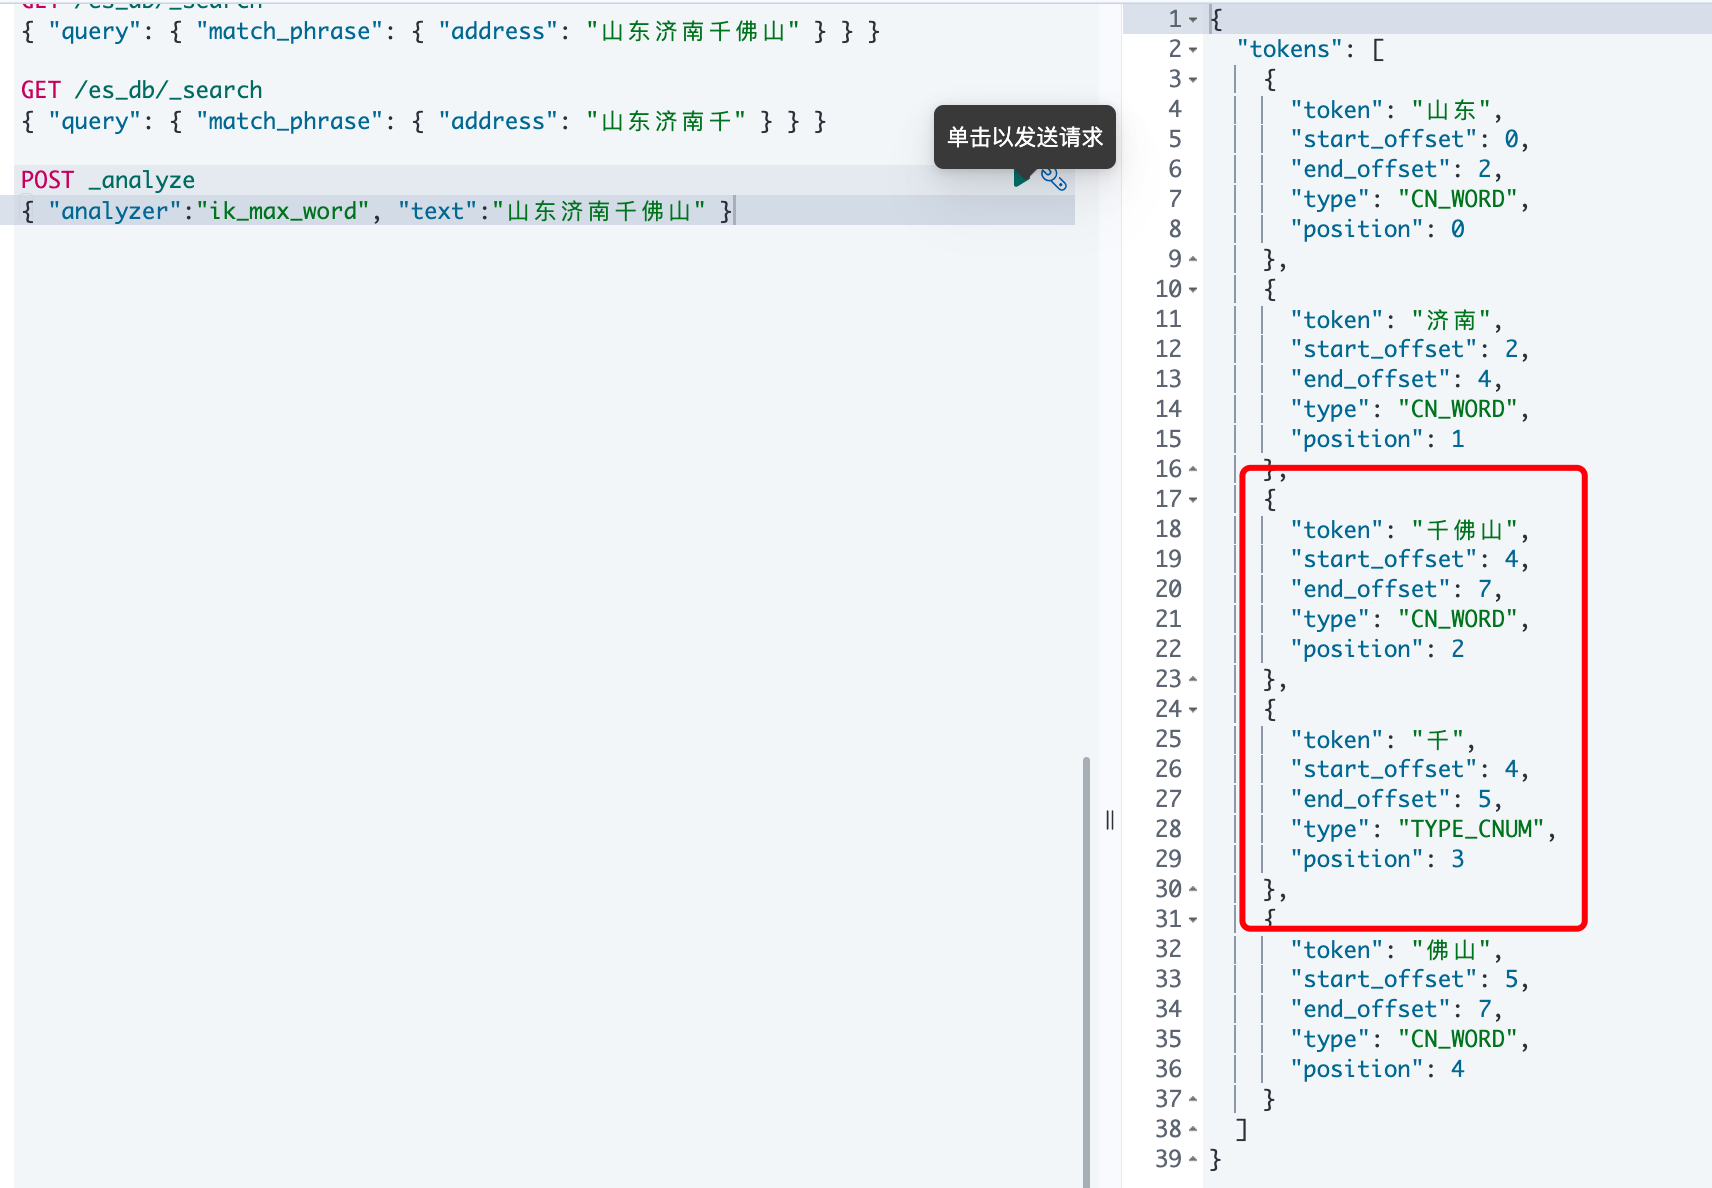 GET /es_db/_search
{ "query": { "match_phrase": { "address": "山东济南千佛山" } } }
GET /es_db/_search
{ "query": { "match_phrase": { "address": "山东济南千" } } }
单击以发送请求
POST _analyze
{ "analyzer":"ik_max_word", "text":"山东济南千佛山" }
1 {
2 "tokens": [
3 {
4 "token": "山东",
5 "start_offset": 0,
6 "end_offset": 2,
7 "type": "CN_WORD",
8 "position": 0
9 },
10 {
11 "token": "济南",
12 "start_offset": 2,
13 "end_offset": 4,
14 "type": "CN_WORD",
15 "position": 1
16 },
17 {
18 "token": "千佛山",
19 "start_offset": 4,
20 "end_offset": 7,
21 "type": "CN_WORD",
22 "position": 2
23 },
24 {
25 "token": "千",
26 "start_offset": 4,
27 "end_offset": 5,
28 "type": "TYPE_CNUM",
29 "position": 3
30 },
31 {
32 "token": "佛山",
33 "start_offset": 5,
34 "end_offset": 7,
35 "type": "CN_WORD",
36 "position": 4
37 }
38 ]
39 }